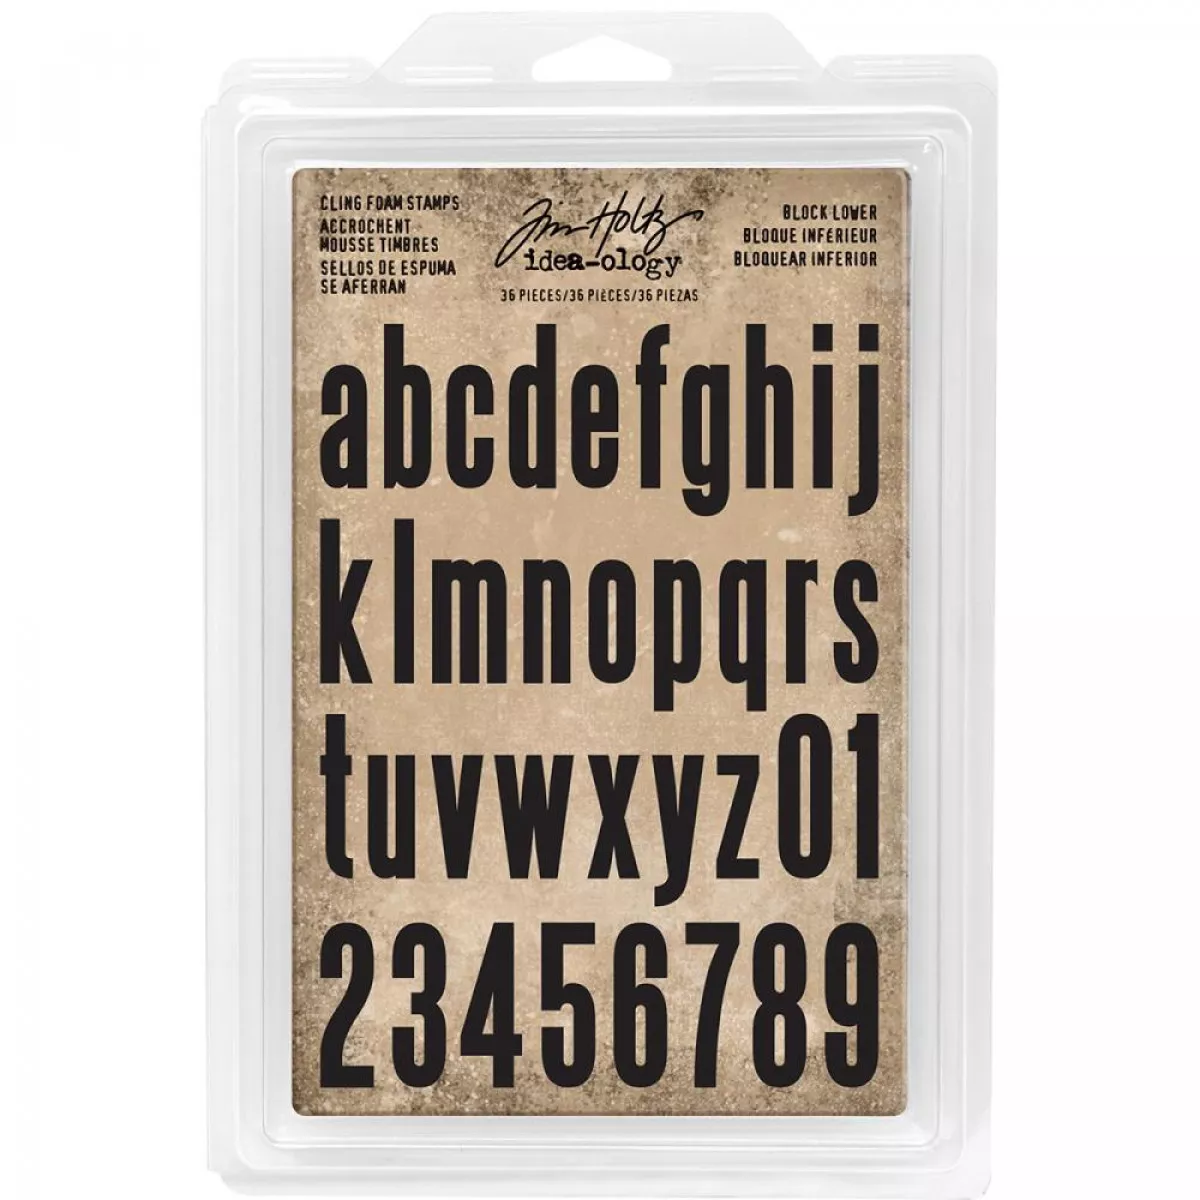 CLING FOAM STAMPS
ACCROCHENT
MOUSSE TIMBRES
SELLOS DE ESPUMA
SE AFERRAN
Tim Holtz
idea-ology
36 PIECES/36 PIÈCES/36 PIEZAS
BLOCK LOWER
BLOQUE INFÉRIEUR
BLOQUEAR INFERIOR
abcdefghij
klmnopqrs
tuvwxyz01
23456789